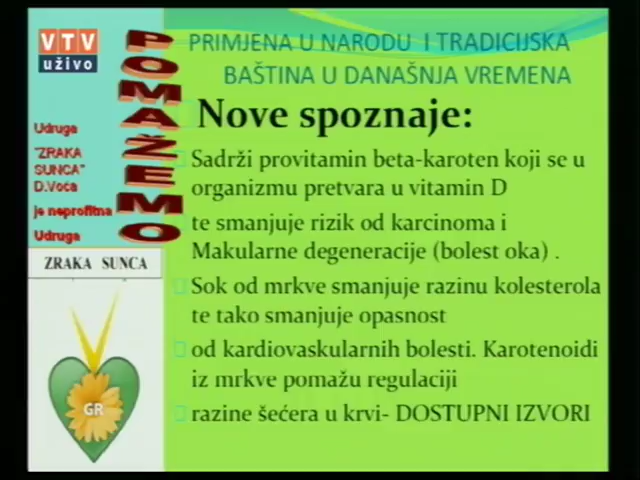 VTV
uživo
POMAŽEMO
Udruga
"ZRAKA
SUNCA"
D.Voća
je neprofitna
Udruga
ZRAKA SUNCA
GR
PRIMJENA U NARODU I TRADICIJSKA
BAŠTINA U DANAŠNJA VREMENA
Nove spoznaje:
Sadrži provitamin beta-karoten koji se u
organizmu pretvara u vitamin D
te smanjuje rizik od karcinoma i
Makularne degeneracije (bolest oka) .
Sok od mrkve smanjuje razinu kolesterola
te tako smanjuje opasnost
od kardiovaskularnih bolesti. Karotenoidi
iz mrkve pomažu regulaciji
razine šećera u krvi- DOSTUPNI IZVORI